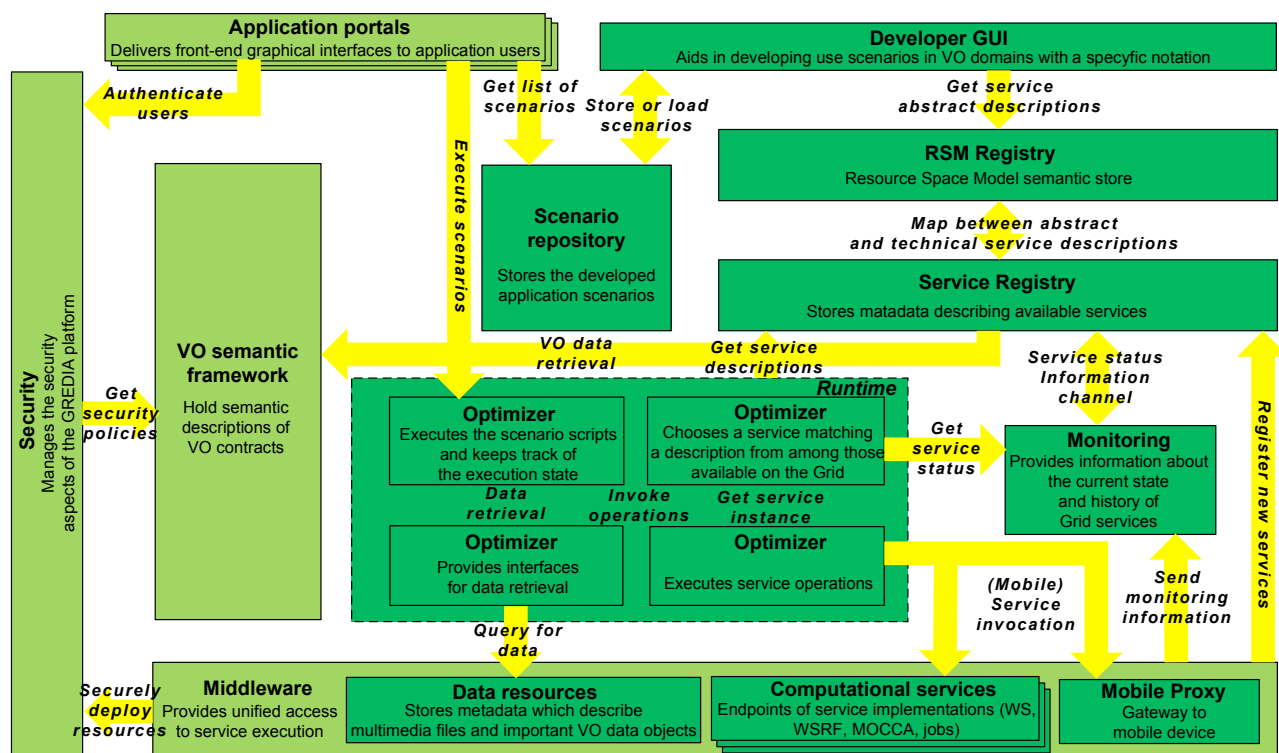 Application portals
Delivers front-end graphical interfaces to application users
Developer GUI
Aids in developing use scenarios in VO domains with a specyfic notation
Authenticate
users
Get list of
scenarios
Store or load
scenarios
Get service
abstract descriptions
Execute scenarios
RSM Registry
Resource Space Model semantic store
Scenario
repository
Stores the developed
application scenarios
Map between abstract
and technical service descriptions
Service Registry
Stores matadata describing available services
Security
Manages the security
aspects of the GREDIA platform
VO semantic
framework
Hold semantic
descriptions of
VO contracts
Get
security
policies
VO data
retrieval
Get service
descriptions
Service status
Information
channel
Register new services
Runtime
Optimizer
Executes the scenario scripts
and keeps track of
the execution state
Optimizer
Chooses a service matching
a description from among those
available on the Grid
Get
service
status
Monitoring
Provides information about
the current state
and history of
Grid services
Data
retrieval
Invoke
operations
Get service
instance
Optimizer
Provides interfaces
for data retrieval
Optimizer
Executes service operations
Query for
data
(Mobile)
Service
invocation
Send
monitoring
information
Securely
deploy
resources
Middleware
Provides unified access
to service execution
Data resources
Stores metadata which describe
multimedia files and important VO data objects
Computational services
Endpoints of service implementations (WS,
WSRF, MOCCA, jobs)
Mobile Proxy
Gateway to
mobile device